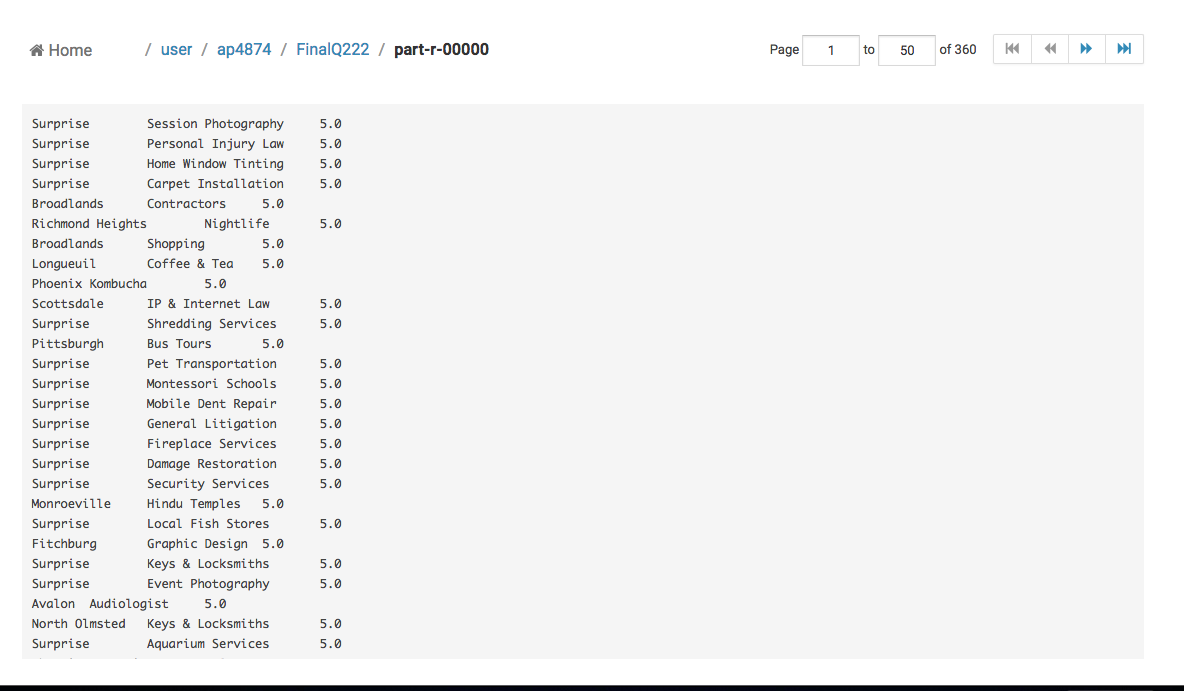 Home / user / ap4874 / FinalQ222 / part-r-00000 Page 1 to 50 of 360
Surprise Session Photography 5.0
Surprise Personal Injury Law 5.0
Surprise Home Window Tinting 5.0
Surprise Carpet Installation 5.0
Broadlands Contractors 5.0
Richmond Heights Nightlife 5.0
Broadlands Shopping 5.0
Longueuil Coffee & Tea 5.0
Phoenix Kombucha 5.0
Scottsdale IP & Internet Law 5.0
Surprise Shredding Services 5.0
Pittsburgh Bus Tours 5.0
Surprise Pet Transportation 5.0
Surprise Montessori Schools 5.0
Surprise Mobile Dent Repair 5.0
Surprise General Litigation 5.0
Surprise Fireplace Services 5.0
Surprise Damage Restoration 5.0
Surprise Security Services 5.0
Monroeville Hindu Temples 5.0
Surprise Local Fish Stores 5.0
Fitchburg Graphic Design 5.0
Surprise Keys & Locksmiths 5.0
Surprise Event Photography 5.0
Avalon Audiologist 5.0
North Olmsted Keys & Locksmiths 5.0
Surprise Aquarium Services 5.0